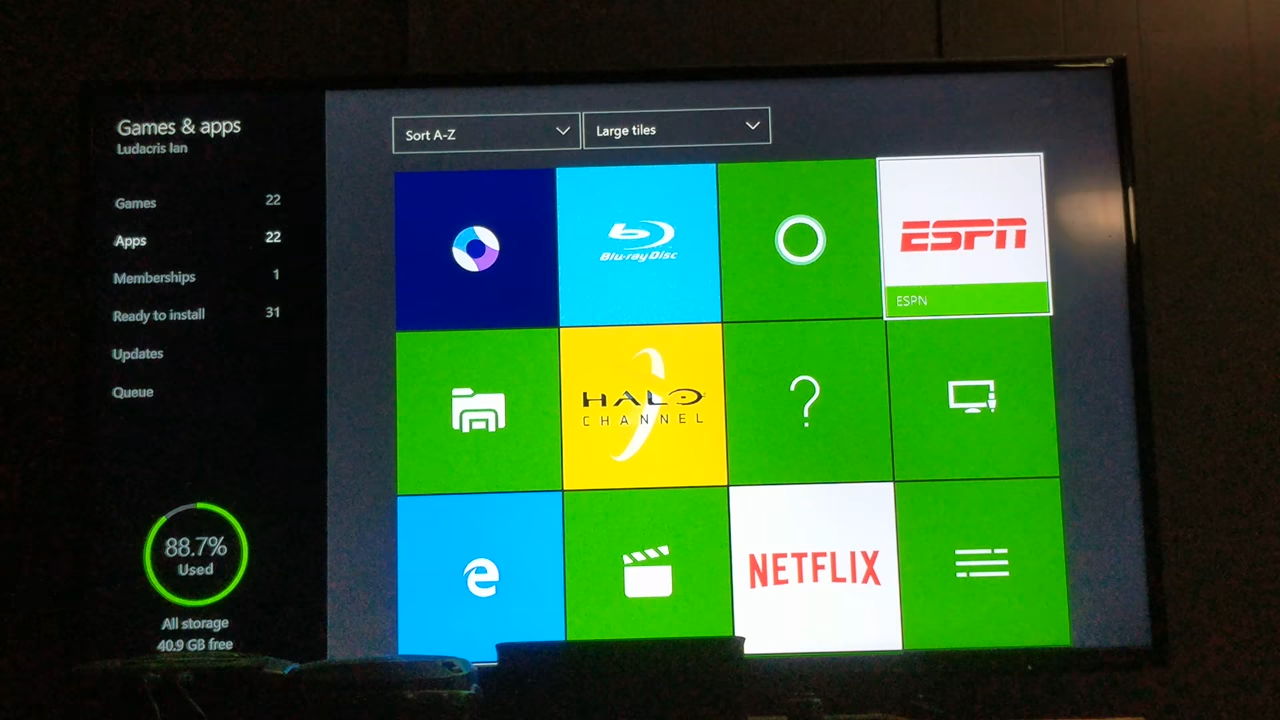 Games & apps
Ludacris Ian
Games 22
Apps 22
Memberships 1
Ready to install 31
Updates
Queue
88.7%
Used
All storage
40.9 GB free
Sort A-Z
Large tiles
Blu-ray Disc
ESPN
ESPN
HALO
CHANNEL
?
e
NETFLIX